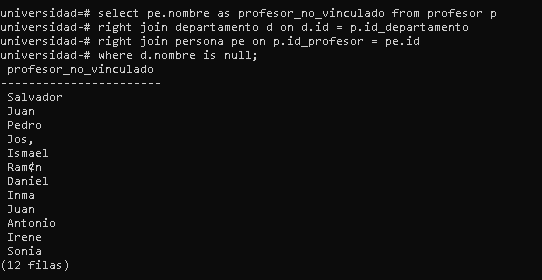 universidad=# select pe.nombre as profesor_no_vinculado from profesor p
universidad-# right join departamento d on d.id = p.id_departamento
universidad-# right join persona pe on p.id_profesor = pe.id
universidad-# where d.nombre is null;
profesor_no_vinculado
-----------------------
Salvador
Juan
Pedro
Jos,
Ismael
Ram¢n
Daniel
Inma
Juan
Antonio
Irene
Sonia
(12 filas)